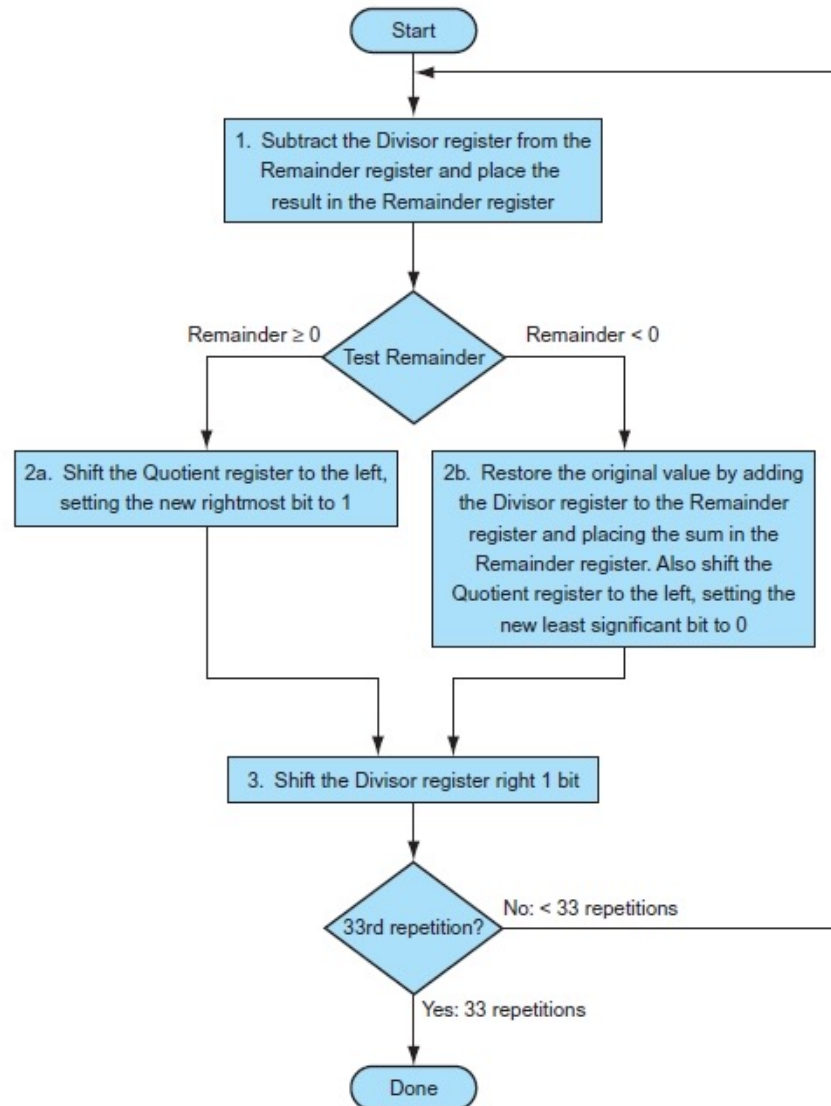 Start
1. Subtract the Divisor register from the
Remainder register and place the
result in the Remainder register
Remainder ≥ 0
Test Remainder
Remainder < 0
2a. Shift the Quotient register to the left,
setting the new rightmost bit to 1
2b. Restore the original value by adding
the Divisor register to the Remainder
register and placing the sum in the
Remainder register. Also shift the
Quotient register to the left, setting the
new least significant bit to 0
3. Shift the Divisor register right 1 bit
33rd repetition?
No: < 33 repetitions
Yes: 33 repetitions
Done